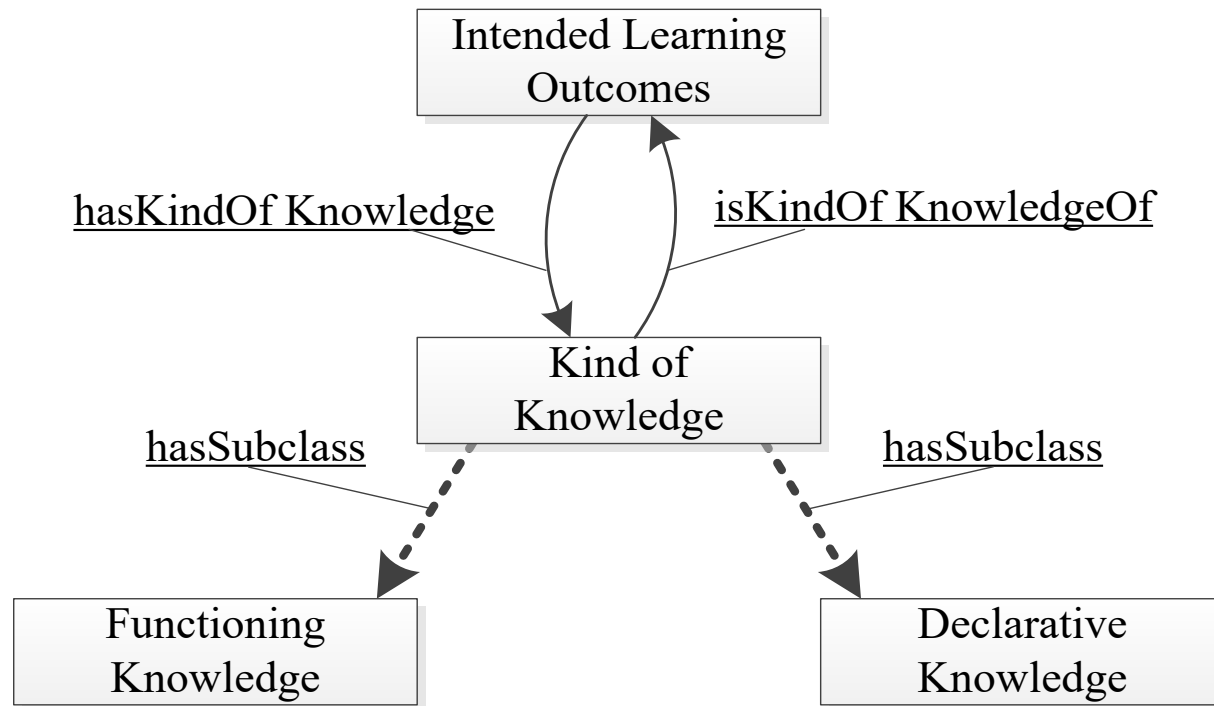 Intended Learning
Outcomes
hasKindOf Knowledge
isKindOf KnowledgeOf
Kind of
Knowledge
hasSubclass
hasSubclass
Functioning
Knowledge
Declarative
Knowledge